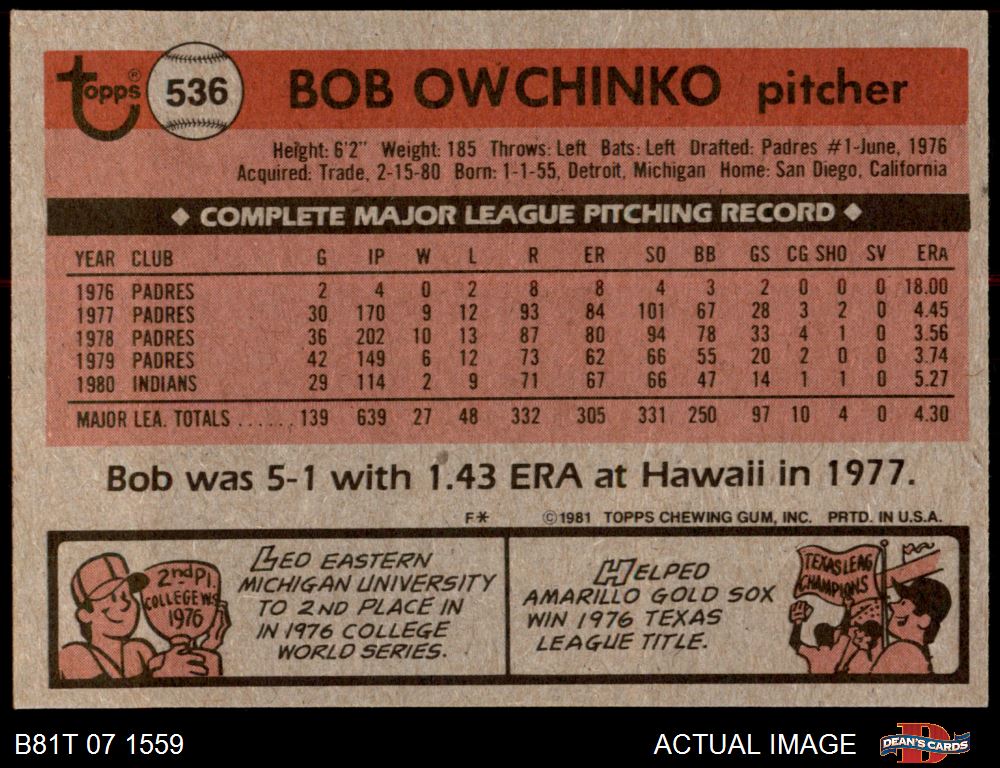 topps® 536 BOB OWCHINKO pitcher
Height: 6'2" Weight: 185 Throws: Left Bats: Left Drafted: Padres #1-June, 1976
Acquired: Trade, 2-15-80 Born: 1-1-55, Detroit, Michigan Home: San Diego, California
◆ COMPLETE MAJOR LEAGUE PITCHING RECORD ◆
YEAR CLUB G IP W L R ER SO BB GS CG SHO SV ERA
1976 PADRES 2 4 0 2 8 8 4 3 2 0 0 0 18.00
1977 PADRES 30 170 9 12 93 84 101 67 28 3 2 0 4.45
1978 PADRES 36 202 10 13 87 80 94 78 33 4 1 0 3.56
1979 PADRES 42 149 6 12 73 62 66 55 20 2 0 0 3.74
1980 INDIANS 29 114 2 9 71 67 66 47 14 1 1 0 5.27
MAJOR LEA. TOTALS ...... 139 639 27 48 332 305 331 250 97 10 4 0 4.30
Bob was 5-1 with 1.43 ERA at Hawaii in 1977.
F* ©1981 TOPPS CHEWING GUM, INC. PRTD. IN U.S.A.
2nd Pl.
COLLEGE W.S.
1976
LED EASTERN
MICHIGAN UNIVERSITY
TO 2ND PLACE IN
IN 1976 COLLEGE
WORLD SERIES.
HELPED
AMARILLO GOLD SOX
WIN 1976 TEXAS
LEAGUE TITLE.
TEXAS LEAG
CHAMPIONS
B81T 07 1559 ACTUAL IMAGE DEAN'S CARDS